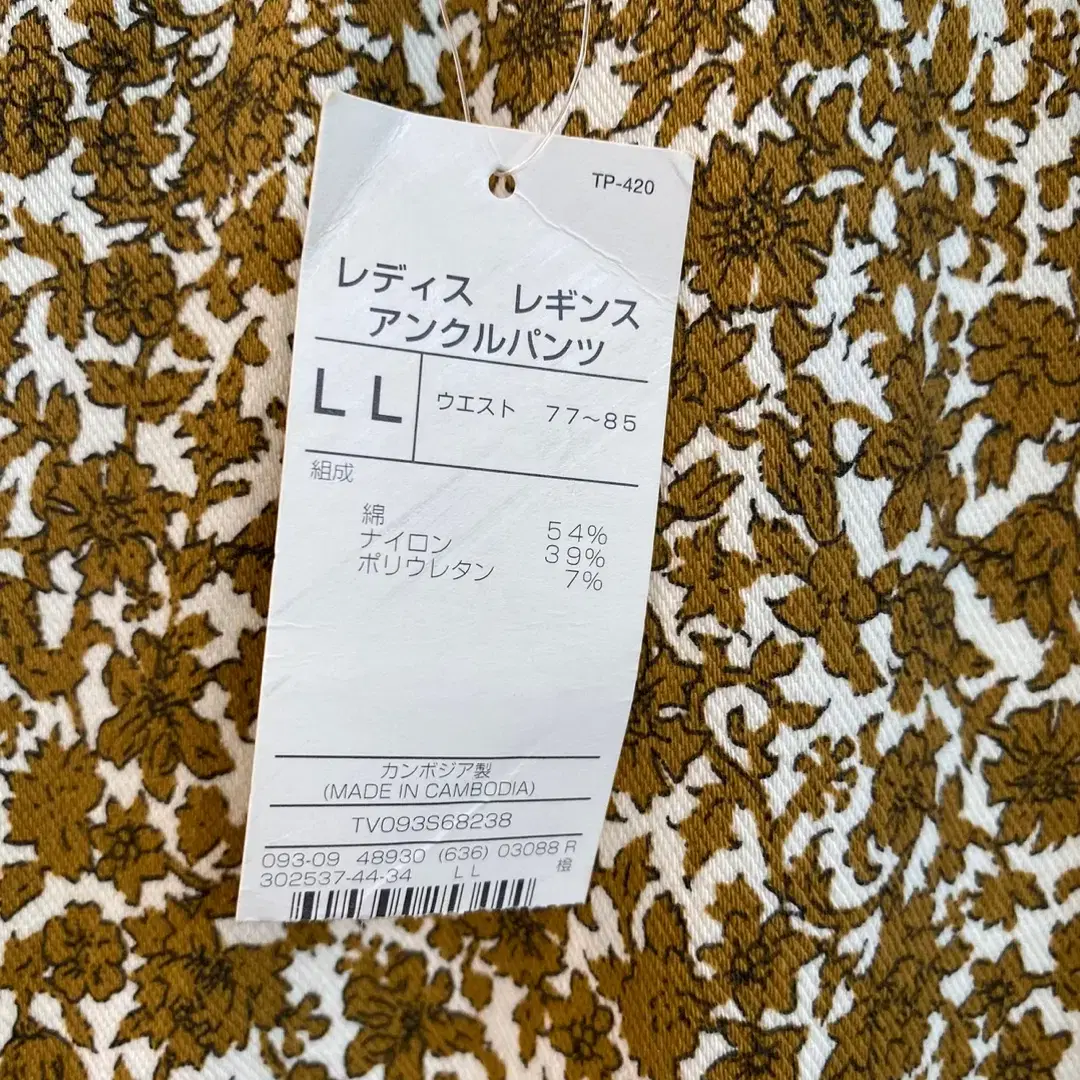 TP-420
レディス　レギンス
アンクルパンツ
LL ウエスト 77～85
組成
綿 54%
ナイロン 39%
ポリウレタン 7%
カンボジア製
(MADE IN CAMBODIA)
TV093S68238
093-09 48930 (636) 03088 R
302537-44-34 LL 桧